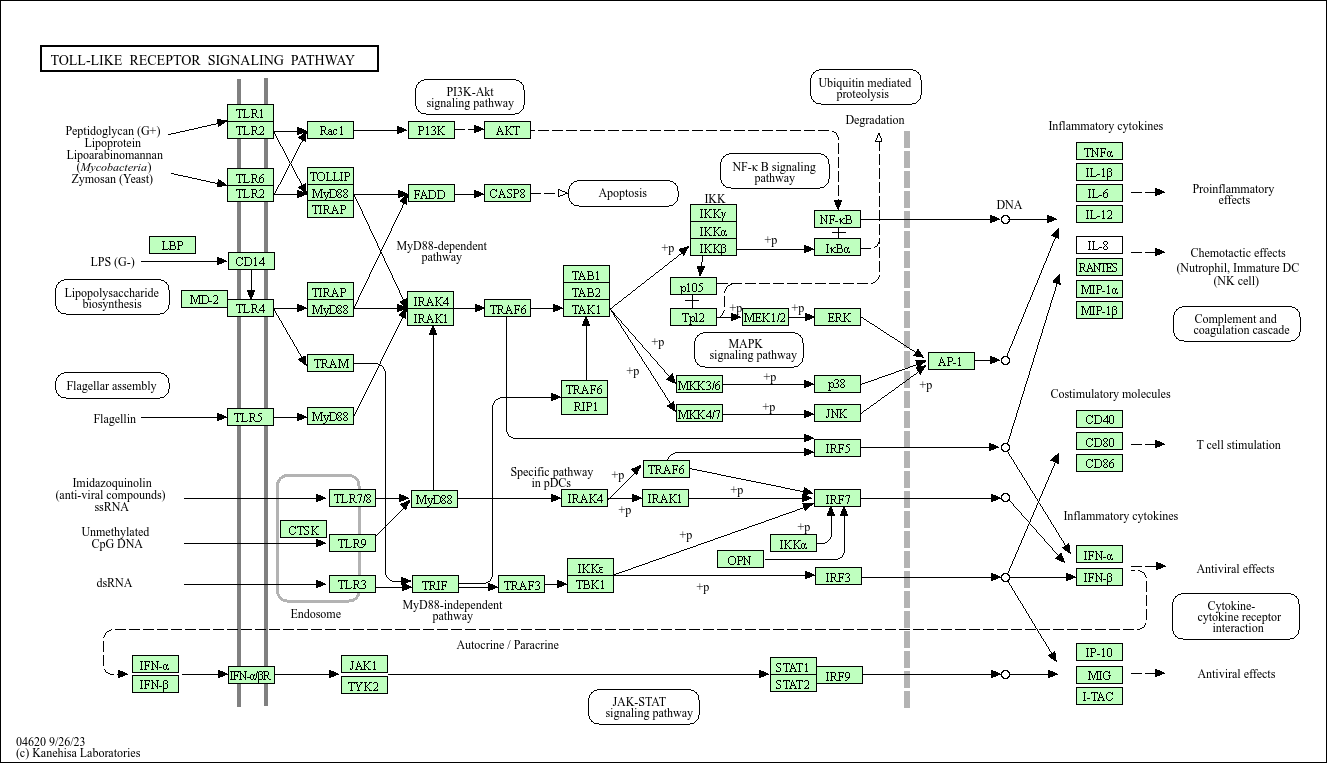 TOLL-LIKE RECEPTOR SIGNALING PATHWAY
PI3K-Akt
signaling pathway
Ubiquitin mediated
proteolysis
Degradation
Inflammatory cytokines
Peptidoglycan (G+)
Lipoprotein
Lipoarabinomannan
(Mycobacteria)
Zymosan (Yeast)
TLR1
TLR2
Rac1
P13K
AKT
TLR6
TLR2
TOLLIP
MyD88
TIRAP
FADD
CASP8
Apoptosis
NF-κ B signaling
pathway
TNFα
IL-1β
IL-6
IL-12
Proinflammatory
effects
DNA
IKK
IKKγ
IKKα
IKKβ
+p
+p
NF-κB
IκBα
LBP
LPS (G-)
CD14
MyD88-dependent
pathway
IL-8
RANTES
MIP-1α
MIP-1β
Chemotactic effects
(Nutrophil, Immature DC
(NK cell)
Lipopolysaccharide
biosynthesis
MD-2
TLR4
TIRAP
MyD88
IRAK4
IRAK1
TRAF6
TAB1
TAB2
TAK1
p105
Tpl2
+p
MEK1/2
+p
ERK
Complement and
coagulation cascade
MAPK
signaling pathway
+p
+p
TRAM
AP-1
+p
Flagellar assembly
MKK3/6
+p
p38
MKK4/7
+p
JNK
TRAF6
RIP1
Flagellin
TLR5
MyD88
Costimulatory molecules
CD40
CD80
CD86
T cell stimulation
IRF5
Specific pathway
in pDCs
TRAF6
+p
Imidazoquinolin
(anti-viral compounds)
ssRNA
TLR7/8
MyD88
IRAK4
IRAK1
+p
+p
IRF7
Unmethylated
CpG DNA
CTSK
TLR9
+p
+p
IKKα
OPN
Inflammatory cytokines
IFN-α
IFN-β
Antiviral effects
dsRNA
TLR3
TRIF
TRAF3
IKKε
TBK1
+p
IRF3
Endosome
MyD88-independent
pathway
Cytokine-
cytokine receptor
interaction
Autocrine / Paracrine
IFN-α
IFN-β
IFN-α/βR
JAK1
TYK2
STAT1
STAT2
IRF9
IP-10
MIG
I-TAC
Antiviral effects
JAK-STAT
signaling pathway
04620 9/26/23
(c) Kanehisa Laboratories